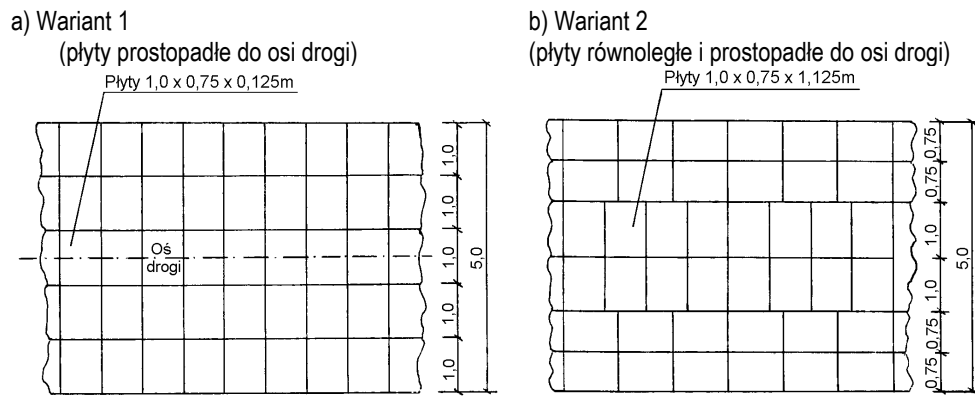 a) Wariant 1
(płyty prostopadłe do osi drogi)
Płyty 1,0 x 0,75 x 0,125m
Oś
drogi
1,0
1,0
1,0
1,0
1,0
5,0
b) Wariant 2
(płyty równoległe i prostopadłe do osi drogi)
Płyty 1,0 x 0,75 x 1,125m
0,75
0,75
1,0
1,0
0,75
0,75
5,0